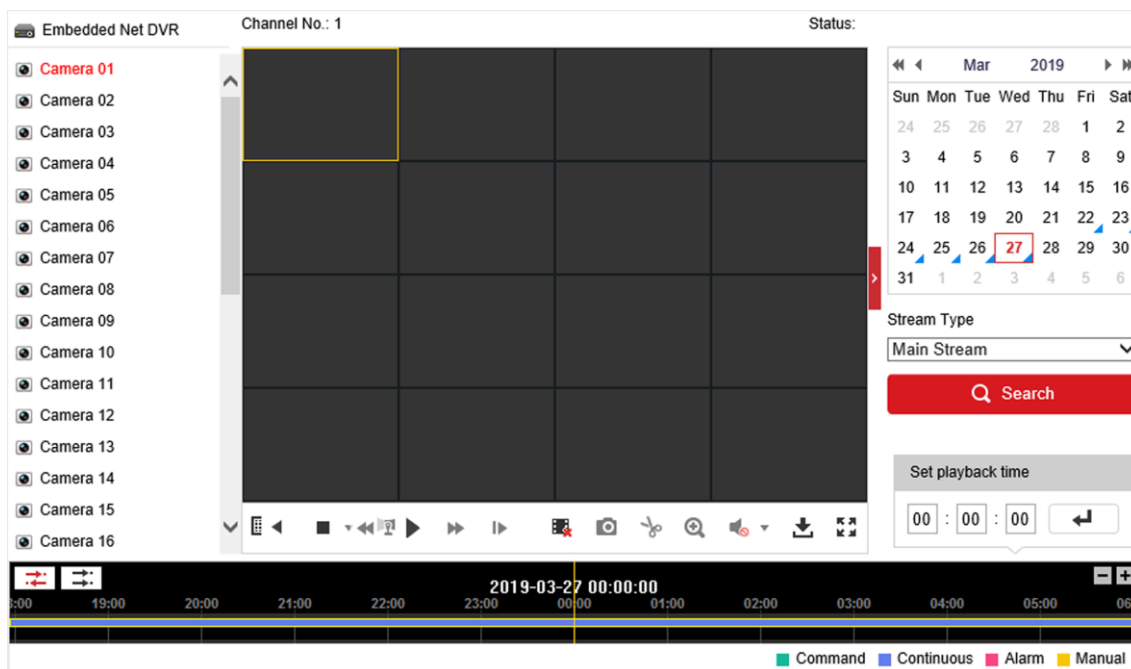 Embedded Net DVR
Channel No.: 1
Status:
Camera 01
Camera 02
Camera 03
Camera 04
Camera 05
Camera 06
Camera 07
Camera 08
Camera 09
Camera 10
Camera 11
Camera 12
Camera 13
Camera 14
Camera 15
Camera 16
Mar 2019
Sun Mon Tue Wed Thu Fri Sat
24 25 26 27 28 1 2
3 4 5 6 7 8 9
10 11 12 13 14 15 16
17 18 19 20 21 22 23
24 25 26 27 28 29 30
31 1 2 3 4 5 6
Stream Type
Main Stream
Search
Set playback time
00 : 00 : 00
2019-03-27 00:00:00
:00 19:00 20:00 21:00 22:00 23:00 00:00 01:00 02:00 03:00 04:00 05:00 06
Command Continuous Alarm Manual